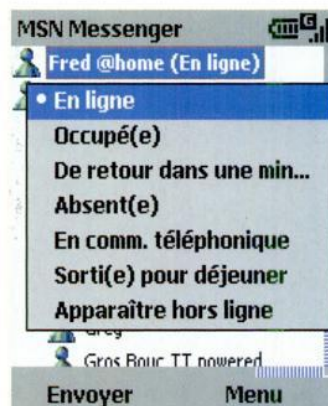 MSN Messenger
G
Fred @home (En ligne)
• En ligne
Occupé(e)
De retour dans une min...
Absent(e)
En comm. téléphonique
Sorti(e) pour déjeuner
Apparaître hors ligne
Greg
Gros Bouc TT powered
Envoyer Menu